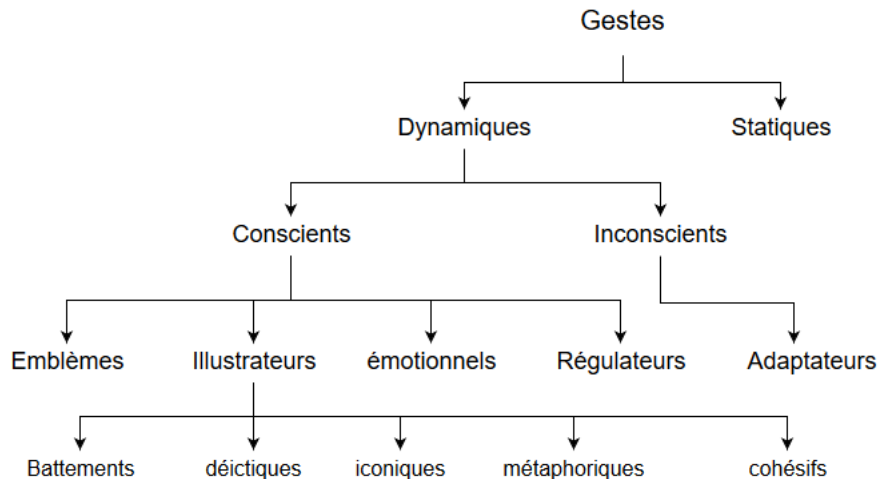 Gestes
Dynamiques Statiques
Conscients Inconscients
Emblèmes Illustrateurs émotionnels Régulateurs Adaptateurs
Battements déictiques iconiques métaphoriques cohésifs